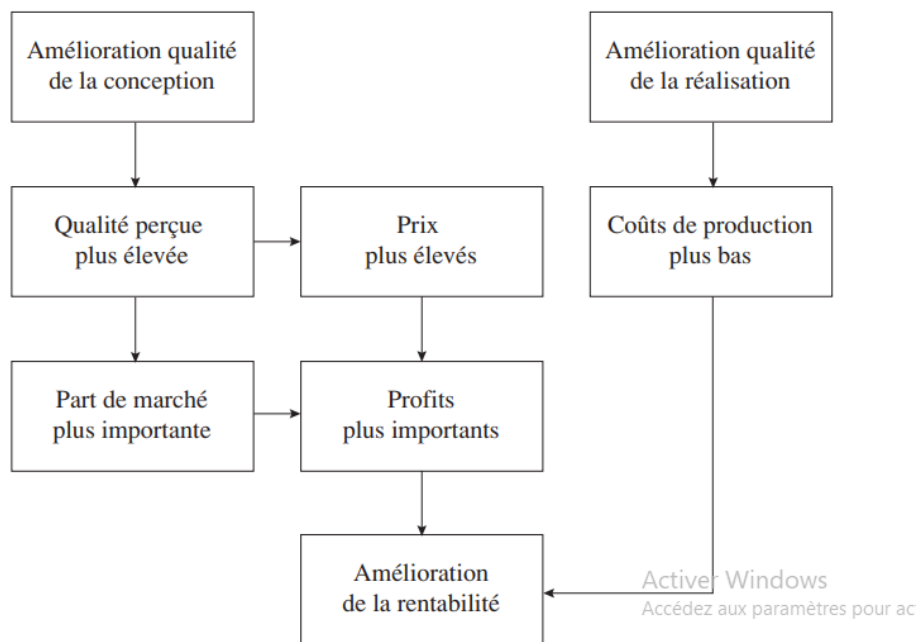 Amélioration qualité
de la conception
Amélioration qualité
de la réalisation
Qualité perçue
plus élevée
Prix
plus élevés
Coûts de production
plus bas
Part de marché
plus importante
Profits
plus importants
Amélioration
de la rentabilité
Activer Windows
Accédez aux paramètres pour ac